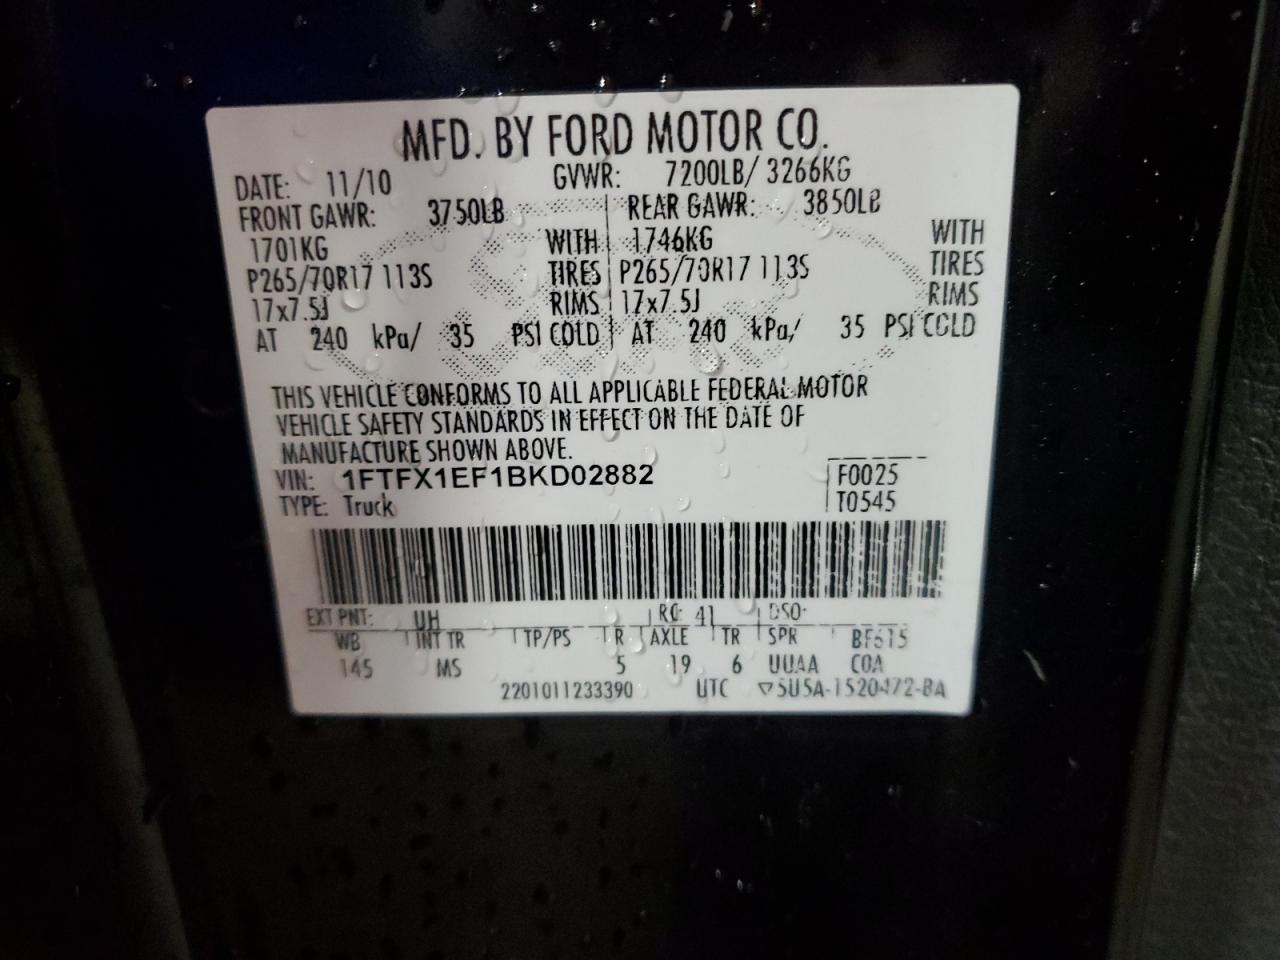 MFD. BY FORD MOTOR CO.
DATE: 11/10 GVWR: 7200LB/ 3266KG
FRONT GAWR: 3750LB REAR GAWR: 3850LB
1701KG WITH 1746KG WITH
P265/70R17 113S TIRES P265/70R17 113S TIRES
17x7.5J RIMS 17x7.5J RIMS
AT 240 kPa/ 35 PSI COLD AT 240 kPa/ 35 PSI COLD
THIS VEHICLE CONFORMS TO ALL APPLICABLE FEDERAL MOTOR
VEHICLE SAFETY STANDARDS IN EFFECT ON THE DATE OF
MANUFACTURE SHOWN ABOVE.
VIN: 1FTFX1EF1BKD02882 F0025
TYPE: Truck T0545
EXT PNT: UH RC: 41 DSO:
WB INT TR TP/PS R AXLE TR SPR BF615
145 MS 5 19 6 UUAA COA
2201011233390 UTC ▽5U5A-1520472-BA